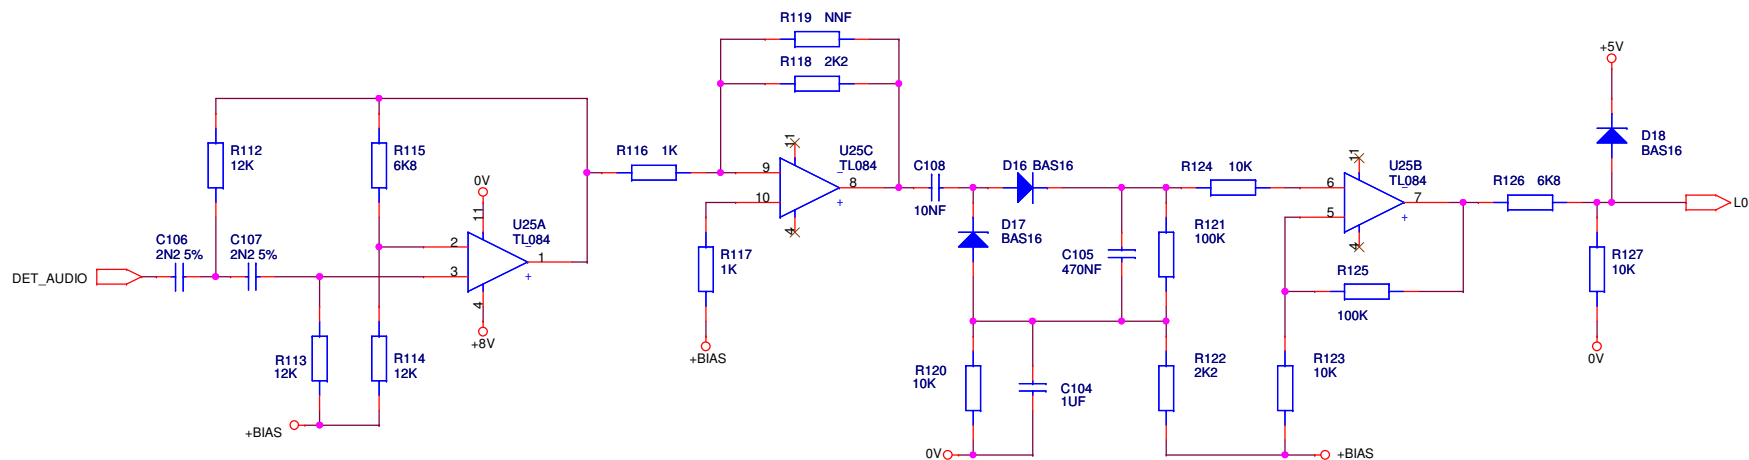 R119 NNF
R118 2K2
+5V
R112
12K
R115
6K8
R116 1K
11
U25C
TL084
9
10
8
−
+
4
C108
10NF
D16 BAS16
D17
BAS16
R124 10K
11
U25B
TL084
6
5
7
−
+
4
R126 6K8
D18
BAS16
L0
0V
11
U25A
TL084
2
3
1
−
+
4
+8V
C106
2N2 5%
C107
2N2 5%
DET_AUDIO
R117
1K
+BIAS
C105
470NF
R121
100K
R125
100K
R127
10K
0V
R113
12K
R114
12K
+BIAS
R120
10K
C104
1UF
R122
2K2
R123
10K
0V
+BIAS